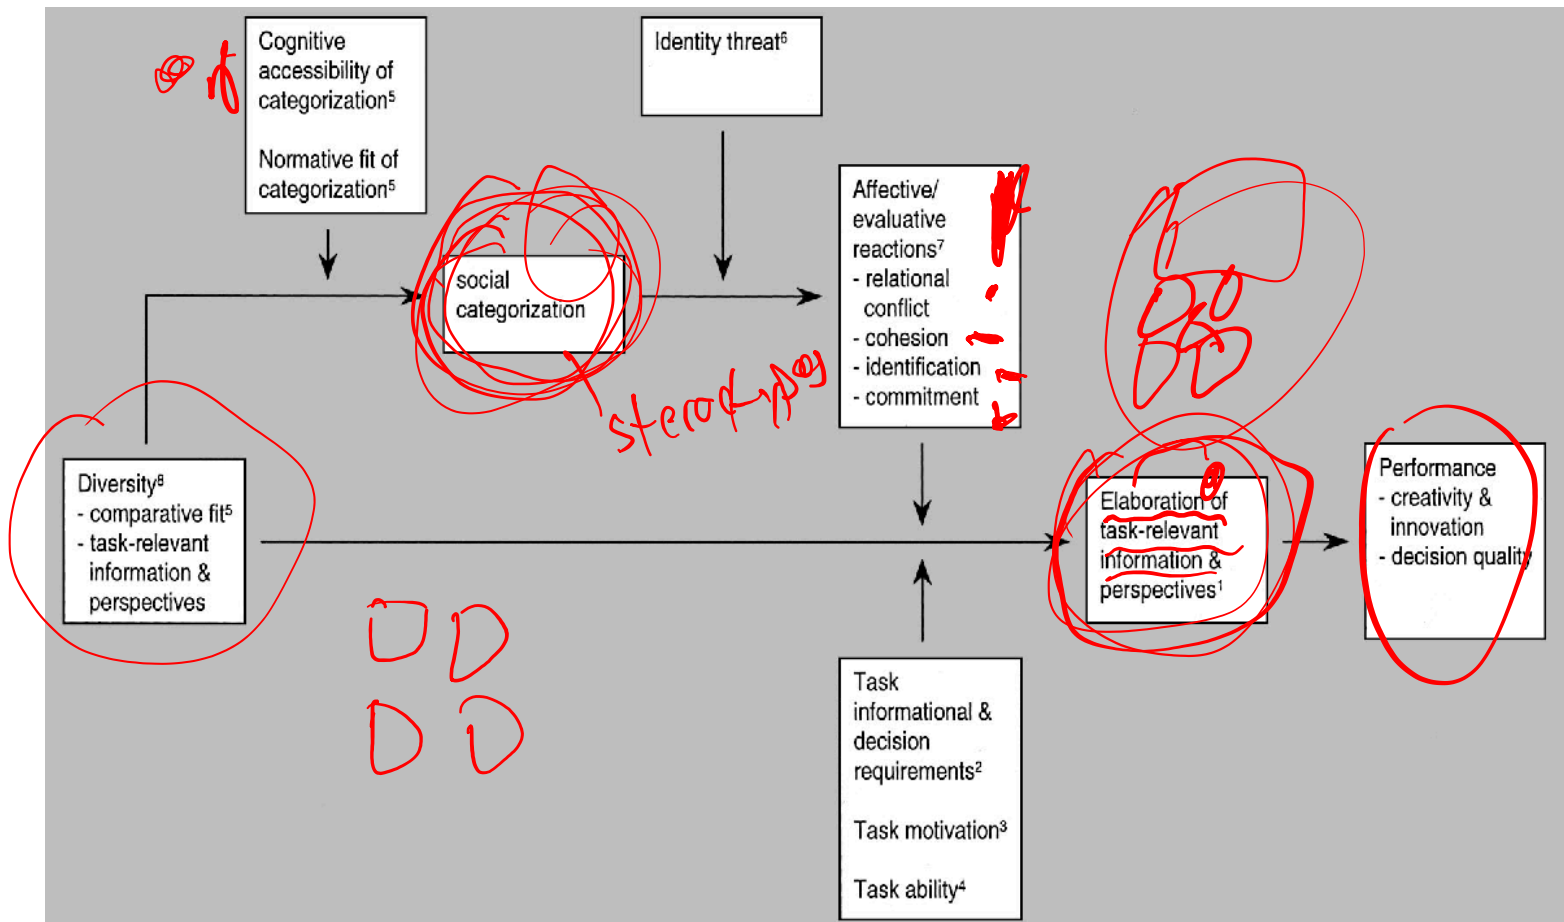 Cognitive
accessibility of
categorization⁵
Normative fit of
categorization⁵
Identity threat⁶
social
categorization
Affective/
evaluative
reactions⁷
- relational
conflict
- cohesion
- identification
- commitment
Diversity⁸
- comparative fit⁵
- task-relevant
information &
perspectives
Elaboration of
task-relevant
information &
perspectives¹
Performance
- creativity &
innovation
- decision quality
Task
informational &
decision
requirements²
Task motivation³
Task ability⁴